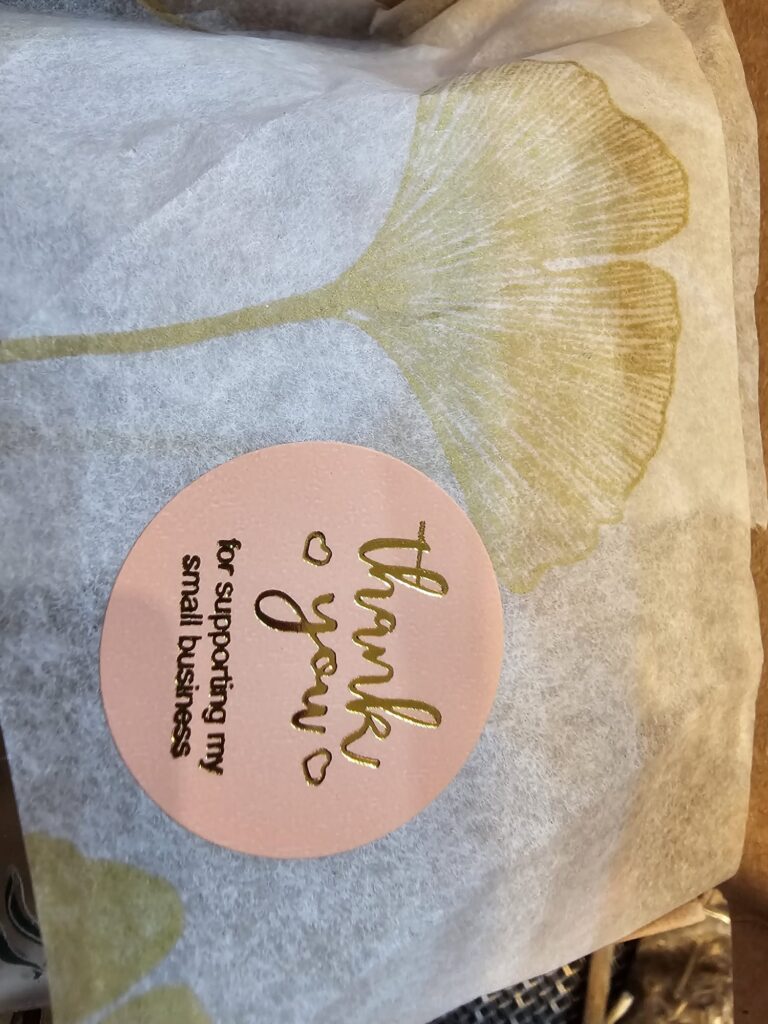 thank
you
for supporting my
small business